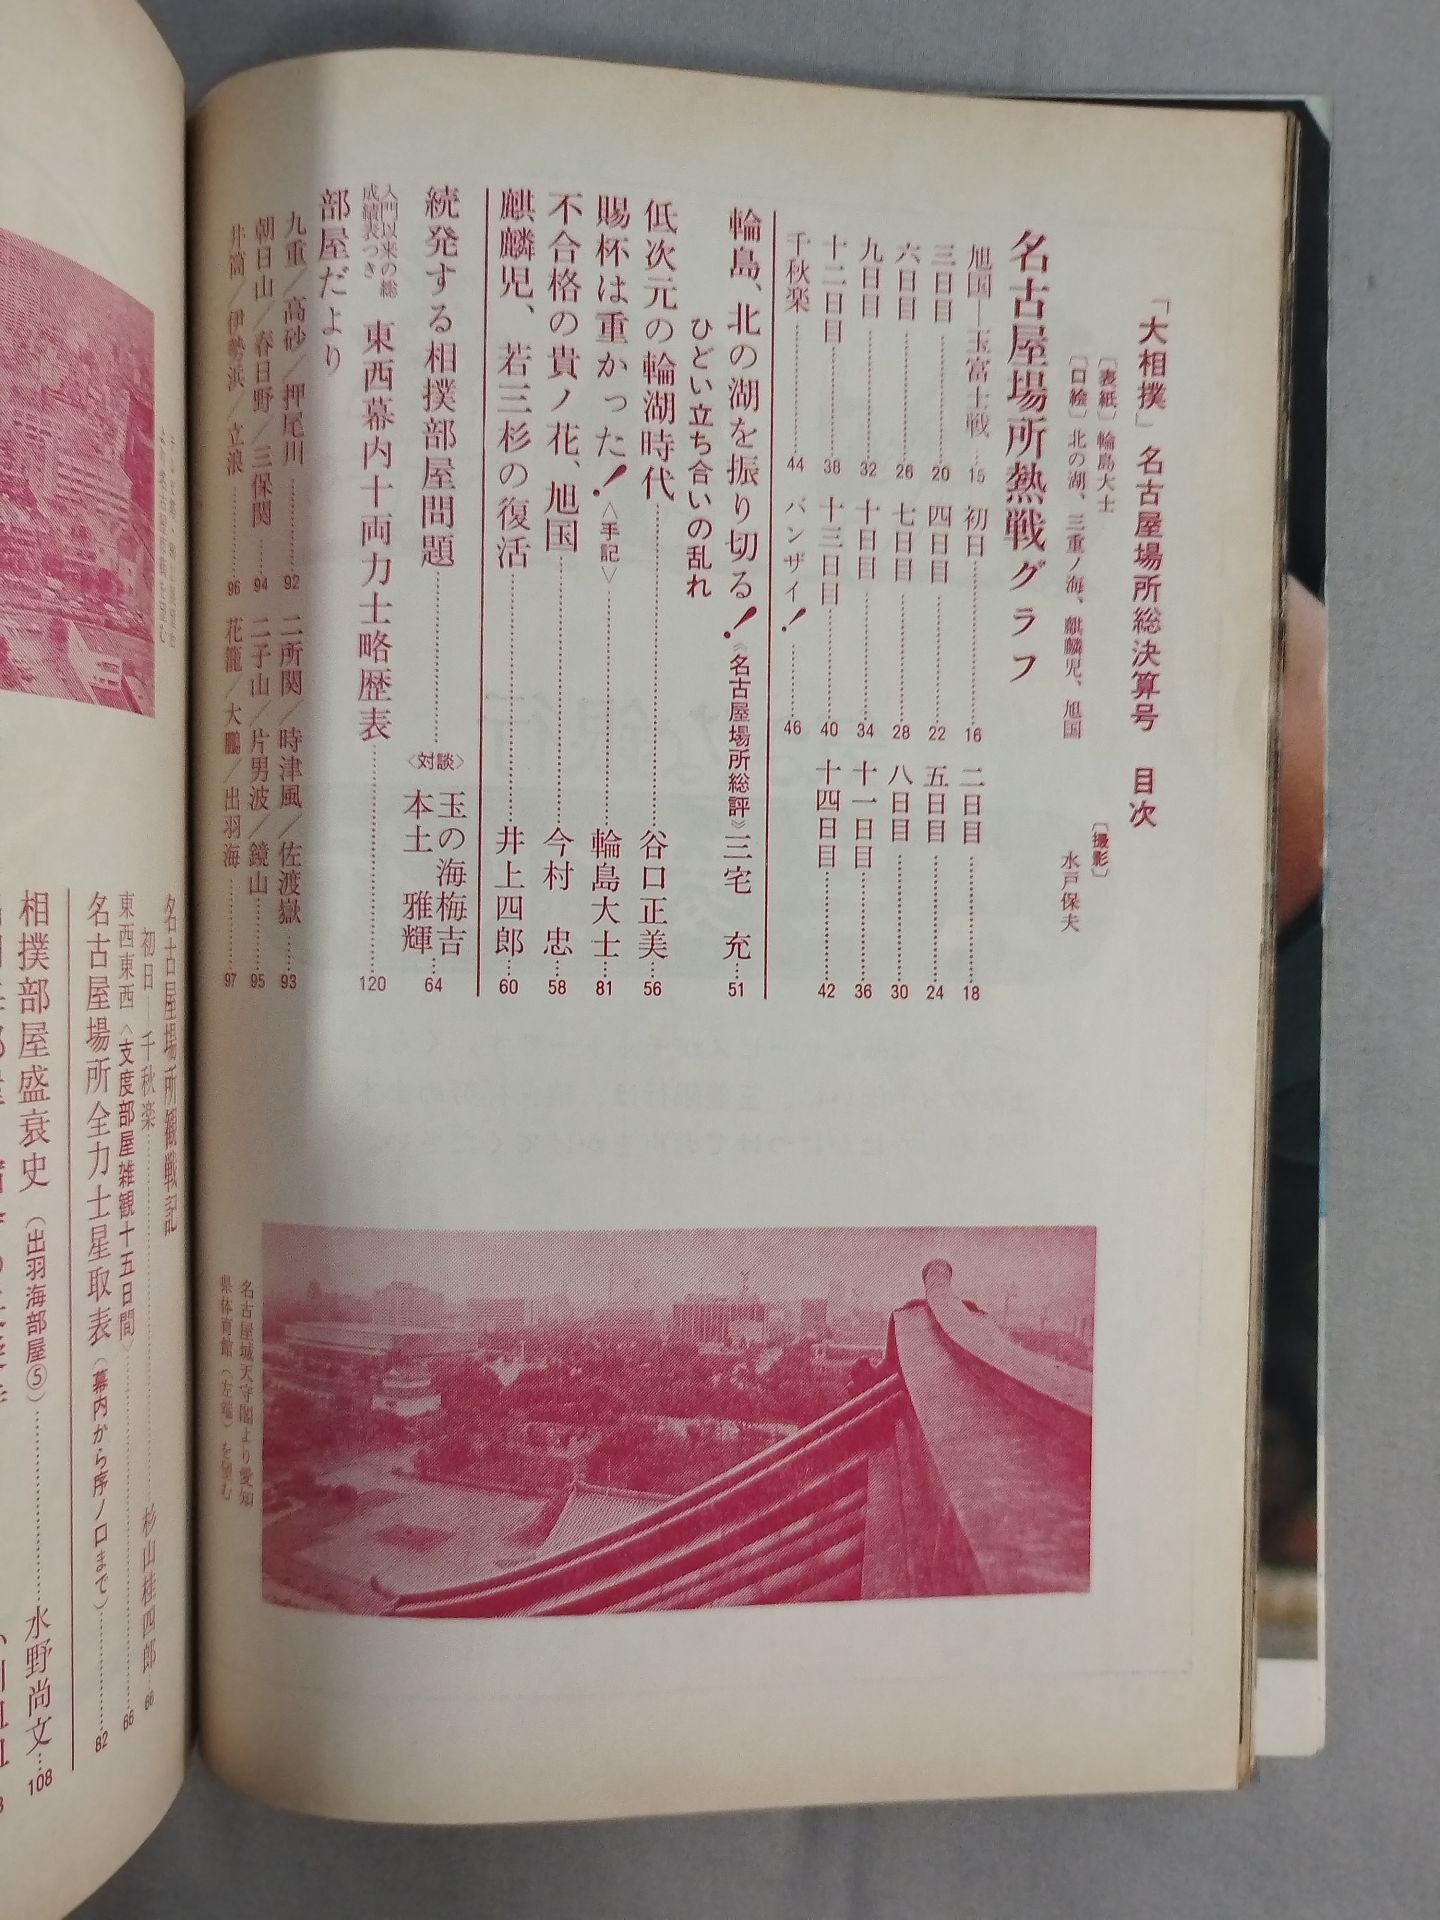 「大相撲」名古屋場所総決算号　目次
〔表紙〕輪島大士
〔口絵〕北の湖、三重ノ海、麒麟児、旭国
〔撮影〕
水戸保夫
名古屋場所熱戦グラフ
旭国―玉富士戦…15 初日…16 二日目…18
三日目…20 四日目…22 五日目…24
六日目…26 七日目…28 八日目…30
九日目…32 十日目…34 十一日目…36
十二日目…38 十三日目…40 十四日目…42
千秋楽…44 バンザイ！…46
輪島、北の湖を振り切る！《名古屋場所総評》三宅　充…51
ひどい立ち合いの乱れ
低次元の輪湖時代…谷口正美…56
賜杯は重かった！〈手記〉…輪島大士…81
不合格の貴ノ花、旭国…今村　忠…58
麒麟児、若三杉の復活…井上四郎…60
続発する相撲部屋問題…〈対談〉玉の海梅吉
本土　雅輝…64
入門以来の総
成績表つき
東西幕内十両力士略歴表…120
部屋だより
九重／高砂／押尾川…92 二所関／時津風／佐渡嶽…93
朝日山／春日野／三保関…94 二子山／片男波／鏡山…95
井筒／伊勢浜／立浪…96 花籠／大鵬／出羽海…97
名古屋城天守閣より愛知
県体育館（左端）を望む
名古屋場所観戦記
初日―千秋楽…杉山桂四郎…66
東西東西〈支度部屋雑観十五日間〉…66
名古屋場所全力士星取表（幕内から序ノ口まで）…82
相撲部屋盛衰史（出羽海部屋⑤）…水野尚文…108